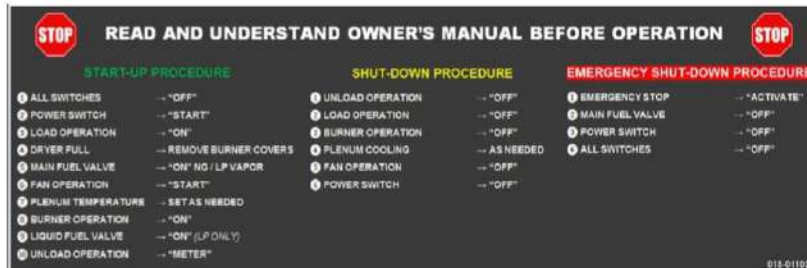 STOP READ AND UNDERSTAND OWNER'S MANUAL BEFORE OPERATION STOP
START-UP PROCEDURE
1 ALL SWITCHES → "OFF"
2 POWER SWITCH → "START"
3 LOAD OPERATION → "ON"
4 DRYER FULL → REMOVE BURNER COVERS
5 MAIN FUEL VALVE → "ON" NG / LP VAPOR
6 FAN OPERATION → "START"
7 PLENUM TEMPERATURE → SET AS NEEDED
8 BURNER OPERATION → "ON"
9 LIQUID FUEL VALVE → "ON" (LP ONLY)
10 UNLOAD OPERATION → "METER"
SHUT-DOWN PROCEDURE
1 UNLOAD OPERATION → "OFF"
2 LOAD OPERATION → "OFF"
3 BURNER OPERATION → "OFF"
4 PLENUM COOLING → AS NEEDED
5 FAN OPERATION → "OFF"
6 POWER SWITCH → "OFF"
EMERGENCY SHUT-DOWN PROCEDURE
1 EMERGENCY STOP → "ACTIVATE"
2 MAIN FUEL VALVE → "OFF"
3 POWER SWITCH → "OFF"
4 ALL SWITCHES → "OFF"